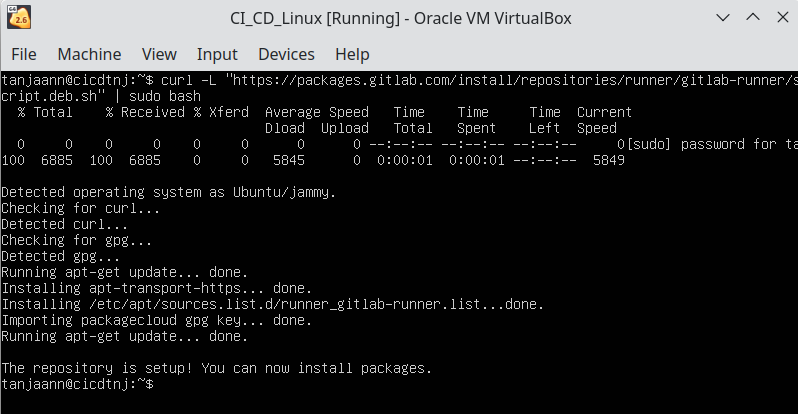 CI_CD_Linux [Running] - Oracle VM VirtualBox
File Machine View Input Devices Help
tanjaann@cicdtnj:~$ curl -L "https://packages.gitlab.com/install/repositories/runner/gitlab-runner/s
cript.deb.sh" | sudo bash
% Total % Received % Xferd Average Speed Time Time Time Current
Dload Upload Total Spent Left Speed
0 0 0 0 0 0 0 0 --:--:-- --:--:-- --:--:-- 0[sudo] password for ta
100 6885 100 6885 0 0 5845 0 0:00:01 0:00:01 --:--:-- 5849
Detected operating system as Ubuntu/jammy.
Checking for curl...
Detected curl...
Checking for gpg...
Detected gpg...
Running apt-get update... done.
Installing apt-transport-https... done.
Installing /etc/apt/sources.list.d/runner_gitlab-runner.list...done.
Importing packagecloud gpg key... done.
Running apt-get update... done.
The repository is setup! You can now install packages.
tanjaann@cicdtnj:~$